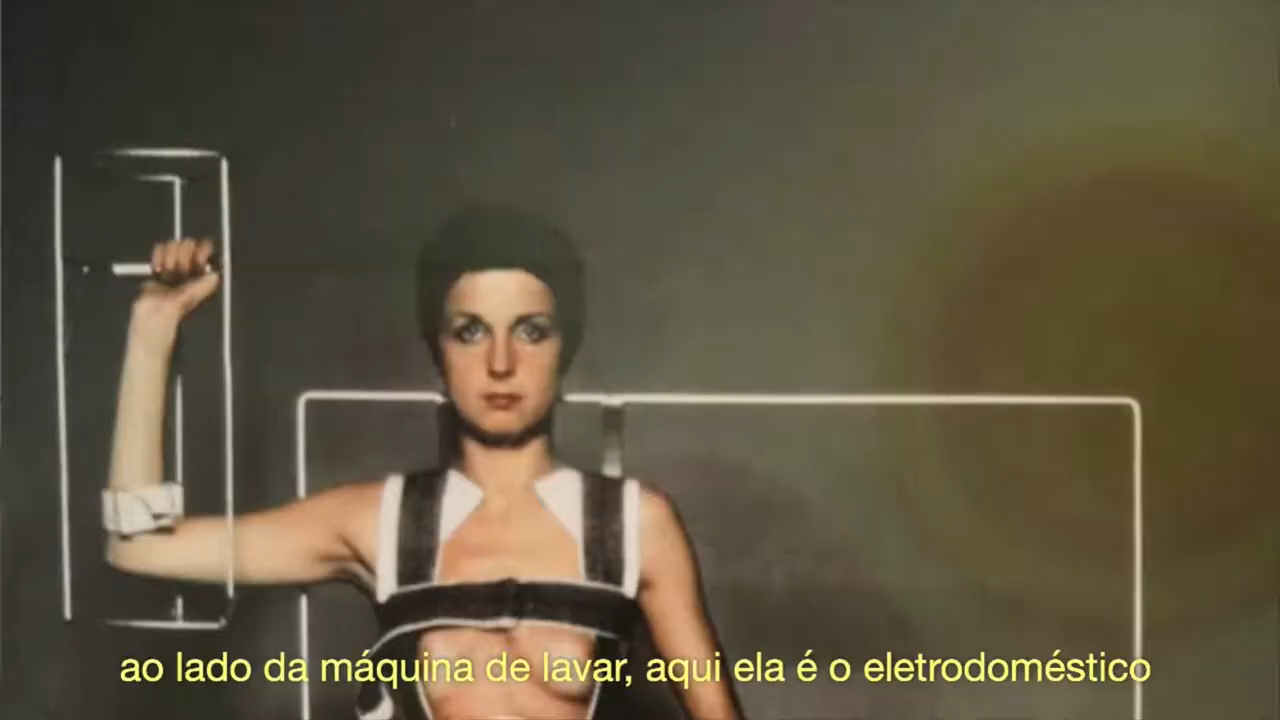 ao lado da máquina de lavar, aqui ela é o eletrodoméstico